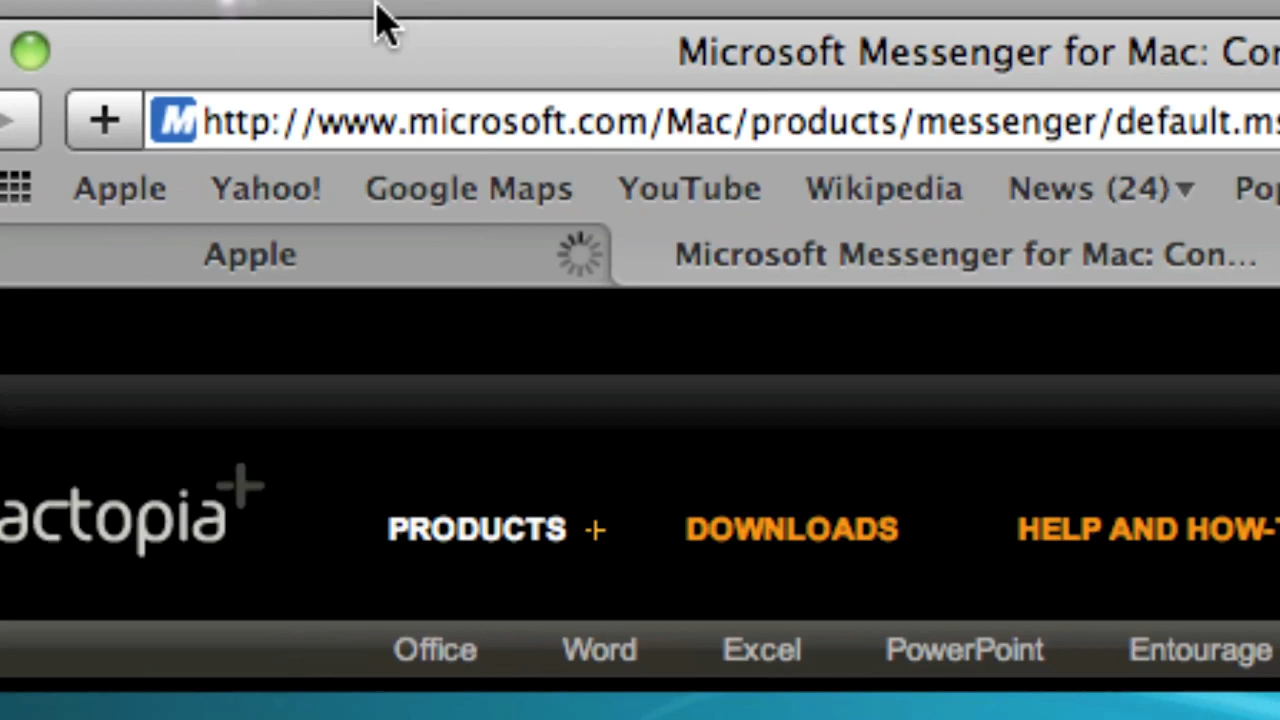 Microsoft Messenger for Mac: Con
http://www.microsoft.com/Mac/products/messenger/default.ms
Apple Yahoo! Google Maps YouTube Wikipedia News (24) Pop
Apple Microsoft Messenger for Mac: Con...
actopia
PRODUCTS + DOWNLOADS HELP AND HOW-T
Office Word Excel PowerPoint Entourage